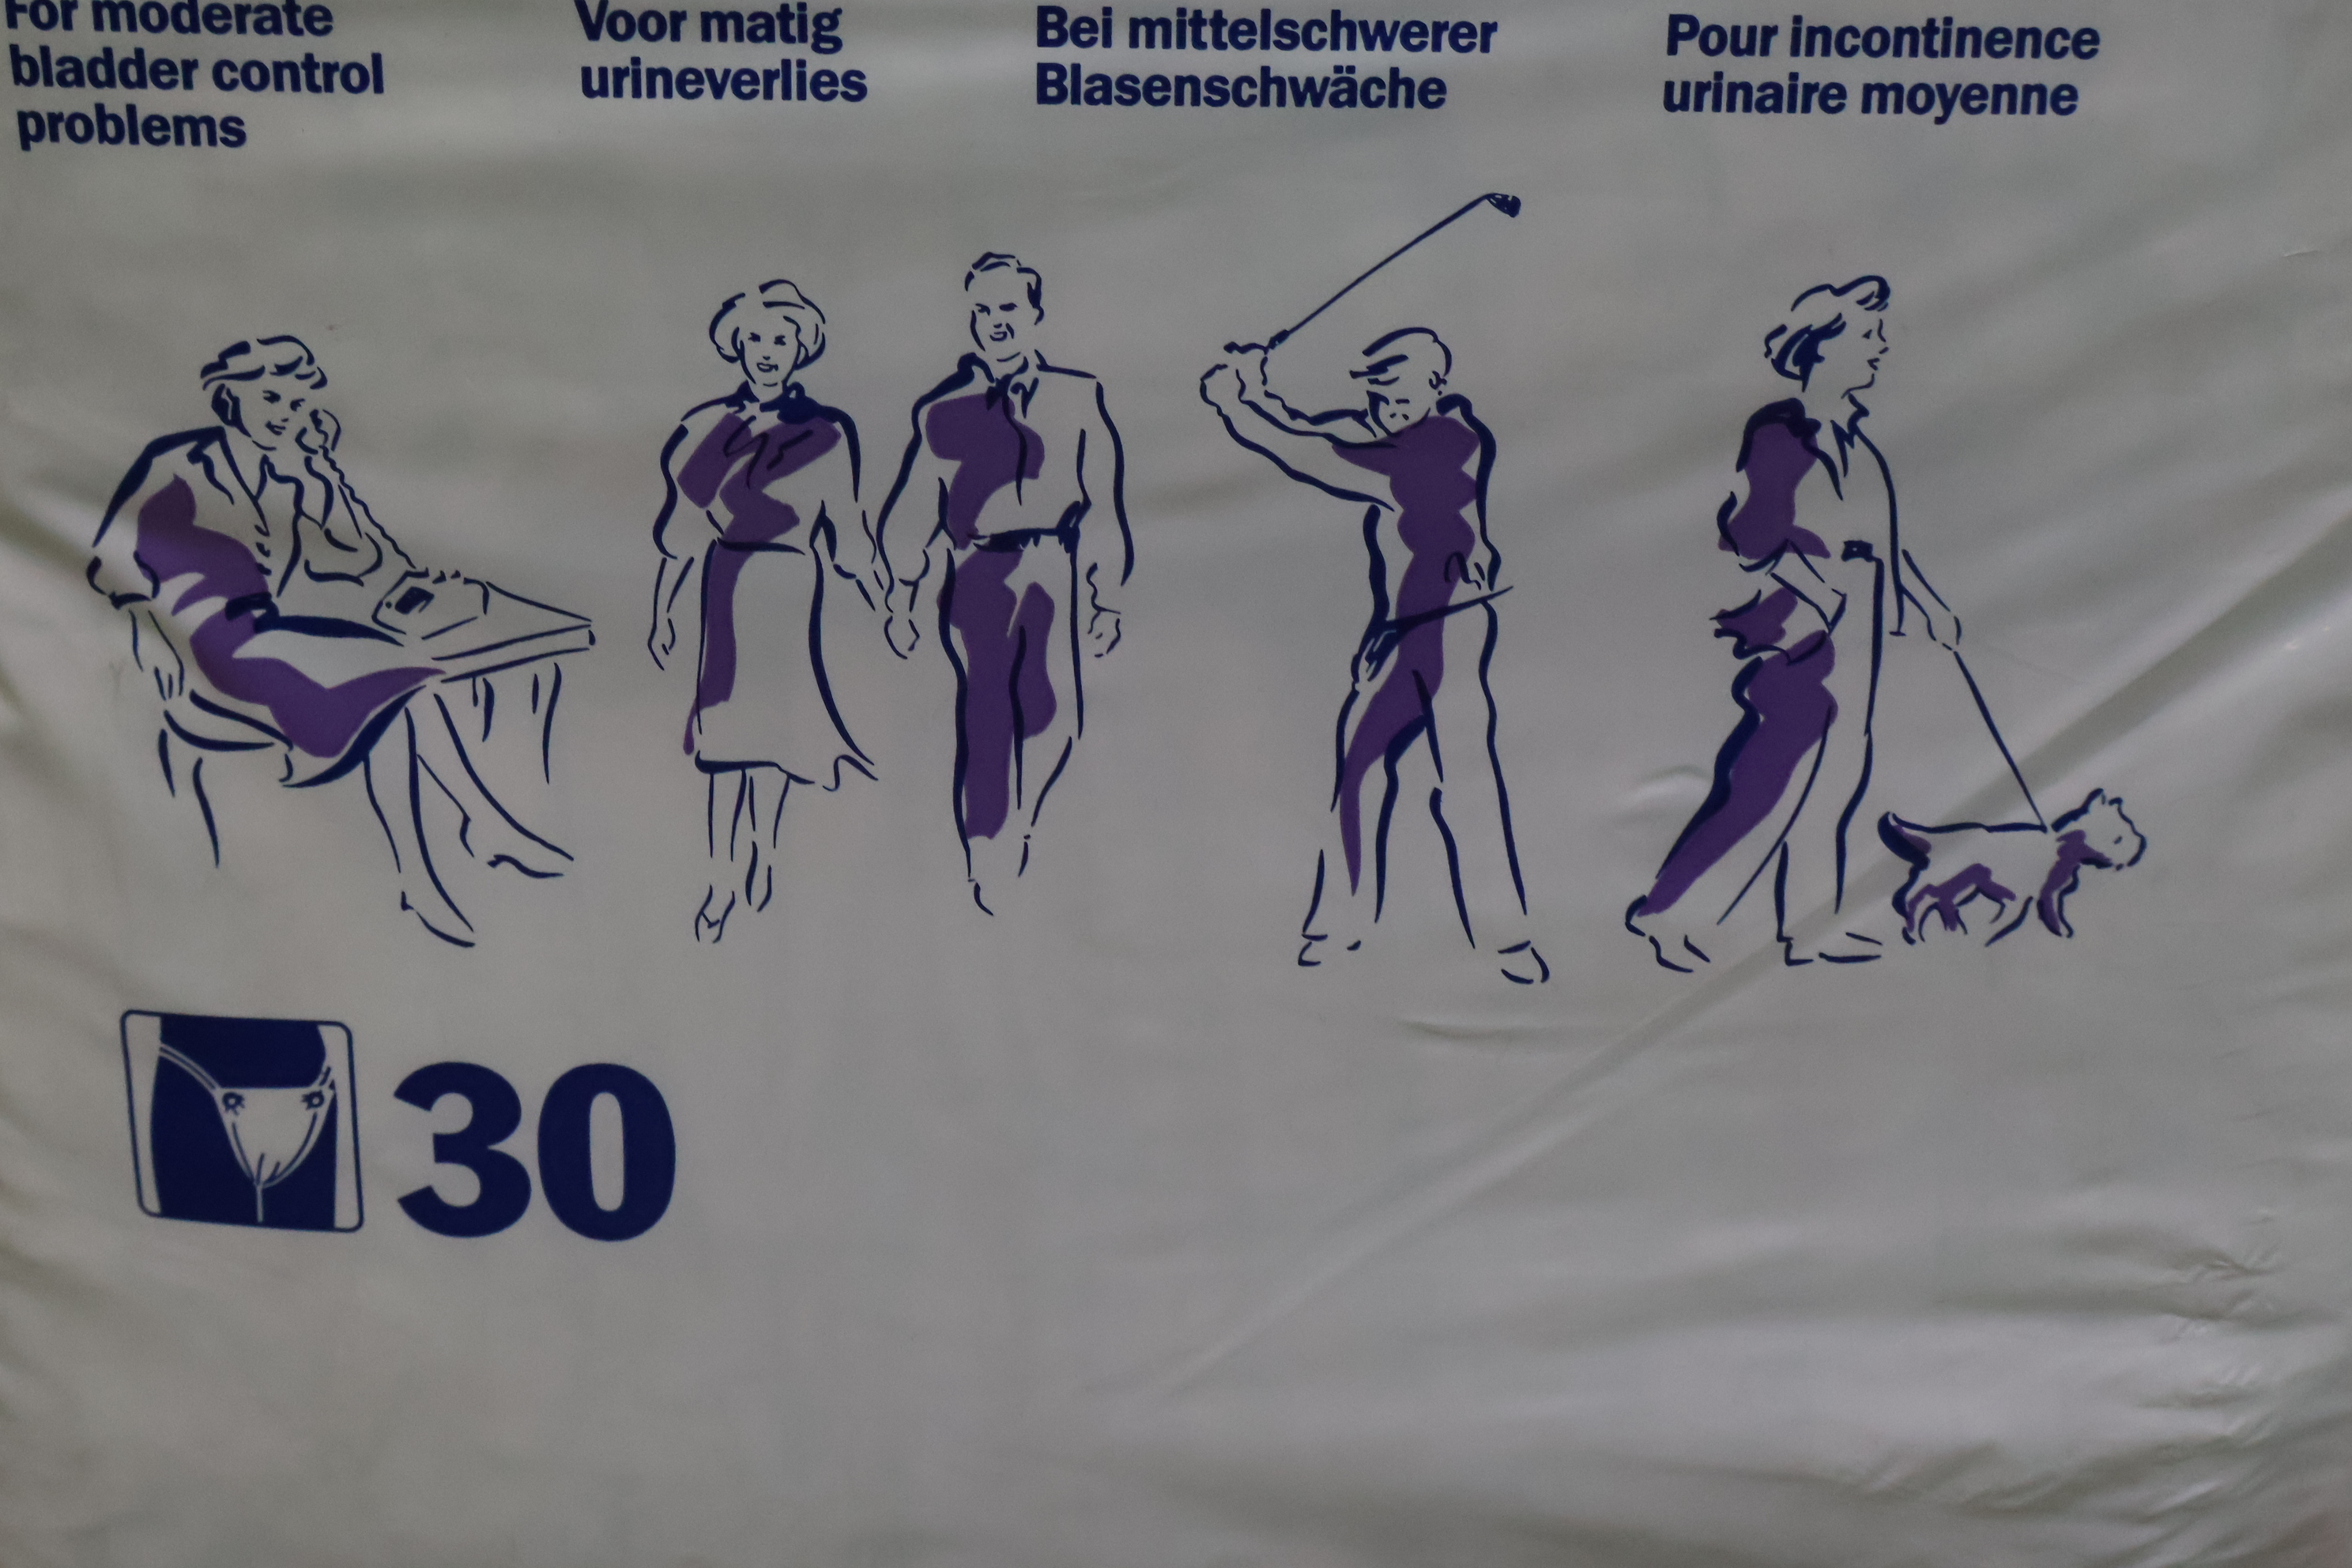 For moderate
bladder control
problems
Voor matig
urineverlies
Bei mittelschwerer
Blasenschwäche
Pour incontinence
urinaire moyenne
30